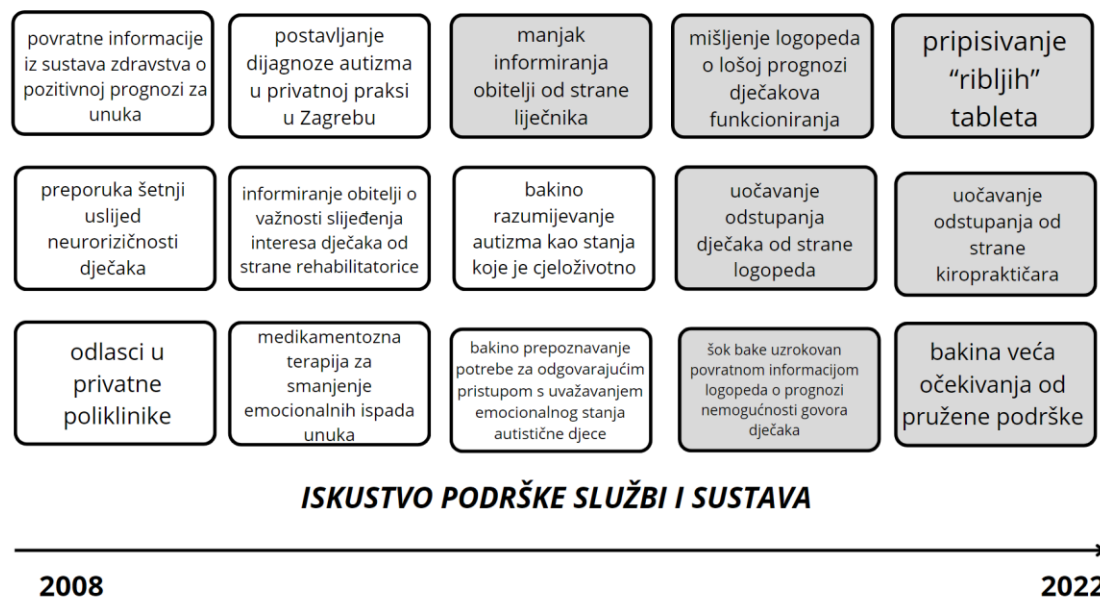 povratne informacije
iz sustava zdravstva o
pozitivnoj prognozi za
unuka
postavljanje
dijagnoze autizma
u privatnoj praksi
u Zagrebu
manjak
informiranja
obitelji od strane
liječnika
mišljenje logopeda
o lošoj prognozi
dječakova
funkcioniranja
pripisivanje
“ribljih”
tableta
preporuka šetnji
uslijed
neurorizičnosti
dječaka
informiranje obitelji o
važnosti slijeđenja
interesa dječaka od
strane rehabilitatorice
bakino
razumijevanje
autizma kao stanja
koje je cjeloživotno
uočavanje
odstupanja
dječaka od strane
logopeda
uočavanje
odstupanja od
strane
kiropraktičara
odlasci u
privatne
poliklinike
medikamentozna
terapija za
smanjenje
emocionalnih ispada
unuka
bakino prepoznavanje
potrebe za odgovarajućim
pristupom s uvažavanjem
emocionalnog stanja
autistične djece
šok bake uzrokovan
povratnom informacijom
logopeda o prognozi
nemogućnosti govora
dječaka
bakina veća
očekivanja od
pružene podrške
ISKUSTVO PODRŠKE SLUŽBI I SUSTAVA
2008
2022